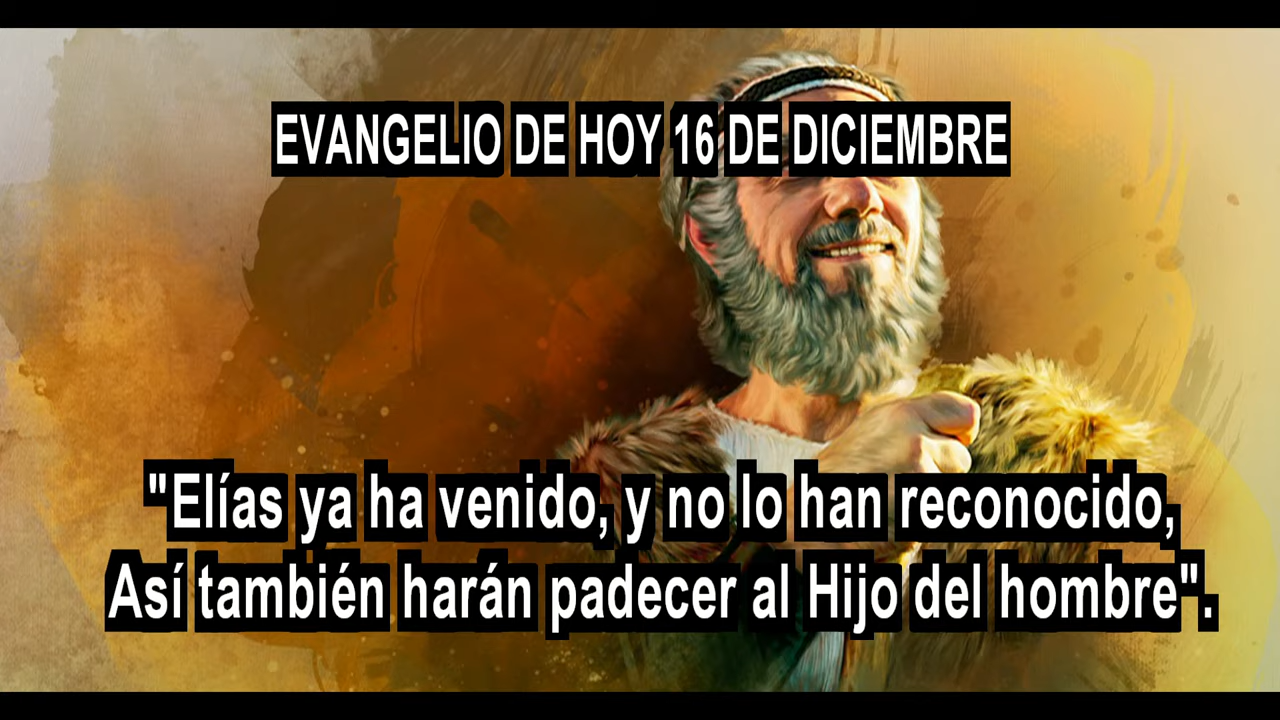 EVANGELIO DE HOY 16 DE DICIEMBRE
"Elías ya ha venido, y no lo han reconocido,
Así también harán padecer al Hijo del hombre".